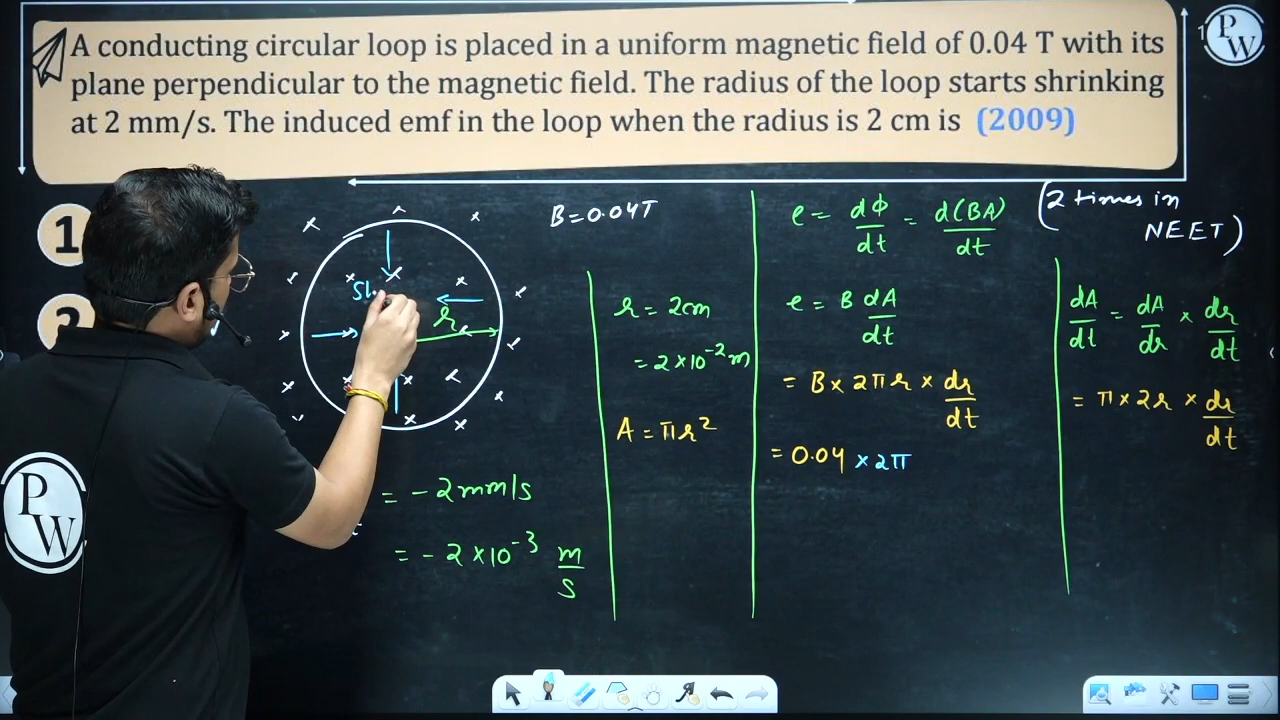 A conducting circular loop is placed in a uniform magnetic field of 0.04 T with its
plane perpendicular to the magnetic field. The radius of the loop starts shrinking
at 2 mm/s. The induced emf in the loop when the radius is 2 cm is (2009)
P
W
1
2
B = 0.04T
r
r = 2cm
= 2 × 10⁻² m
A = πr²
= - 2 mm/s
= - 2 × 10⁻³ m/s
e = dΦ/dt = d(BA)/dt
e = B dA/dt
= B × 2πr × dr/dt
= 0.04 × 2π
(2 times in
NEET)
dA/dt = dA/dr × dr/dt
= π × 2r × dr/dt
P
W